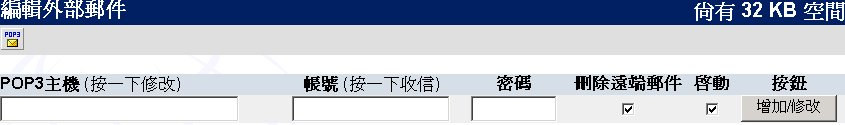 編輯外部郵件 尚有 32 KB 空間
POP3
POP3主機 (按一下修改) 帳號 (按一下收信) 密碼 刪除遠端郵件 啓動 按鈕
增加/修改